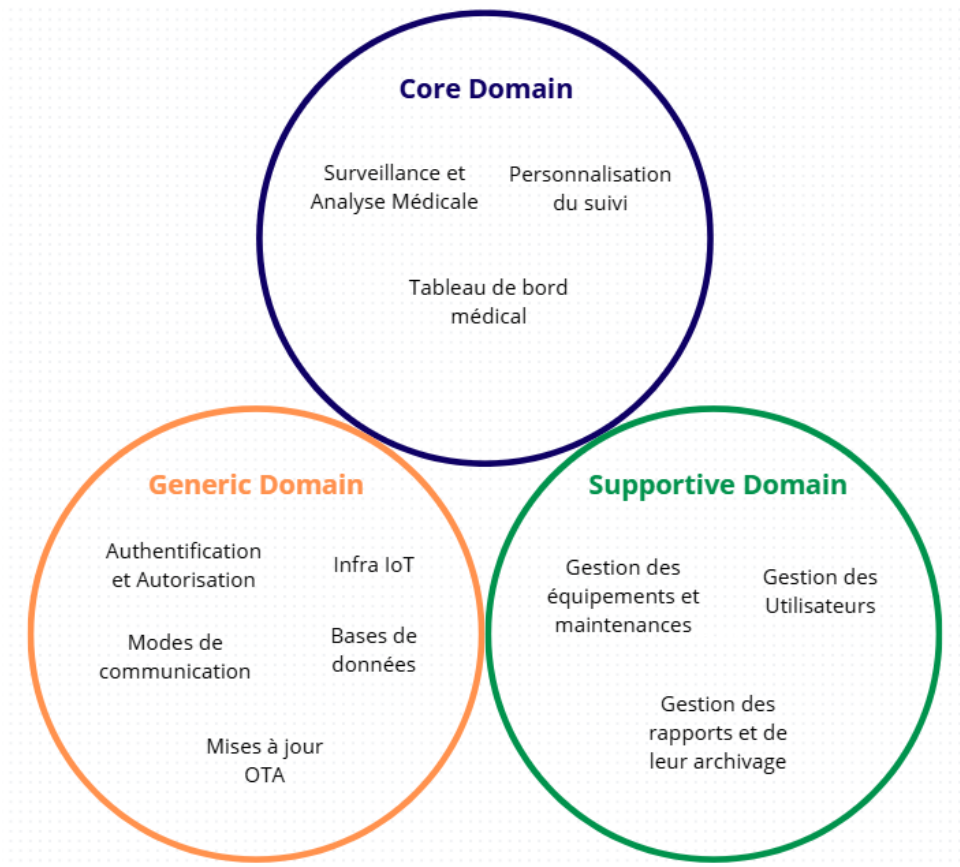 Core Domain
Surveillance et
Analyse Médicale
Personnalisation
du suivi
Tableau de bord
médical
Generic Domain
Authentification
et Autorisation
Infra IoT
Modes de
communication
Bases de
données
Mises à jour
OTA
Supportive Domain
Gestion des
équipements et
maintenances
Gestion des
Utilisateurs
Gestion des
rapports et de
leur archivage